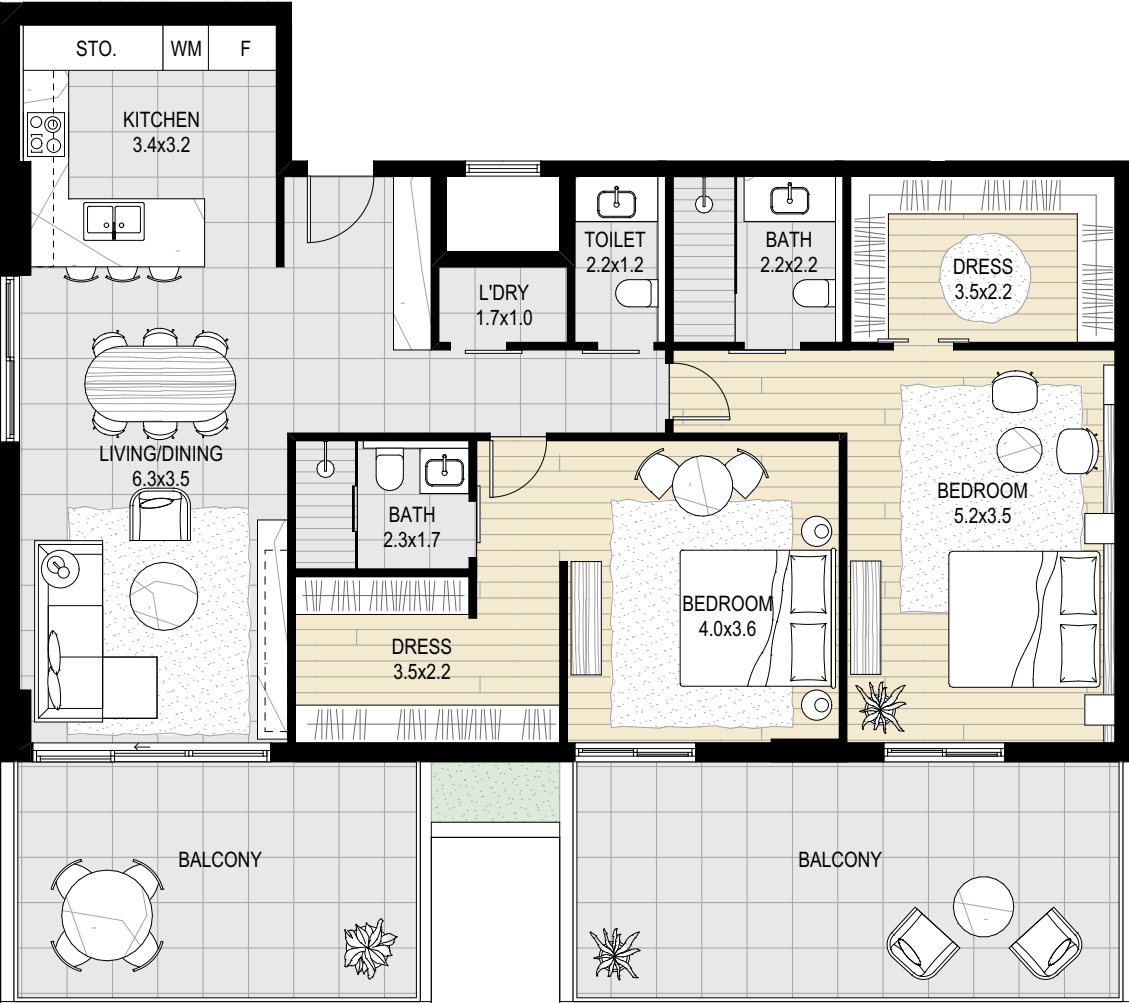 STO.
WM
F
KITCHEN
3.4x3.2
TOILET
2.2x1.2
BATH
2.2x2.2
DRESS
3.5x2.2
L'DRY
1.7x1.0
LIVING/DINING
6.3x3.5
BATH
2.3x1.7
BEDROOM
5.2x3.5
BEDROOM
4.0x3.6
DRESS
3.5x2.2
BALCONY
BALCONY